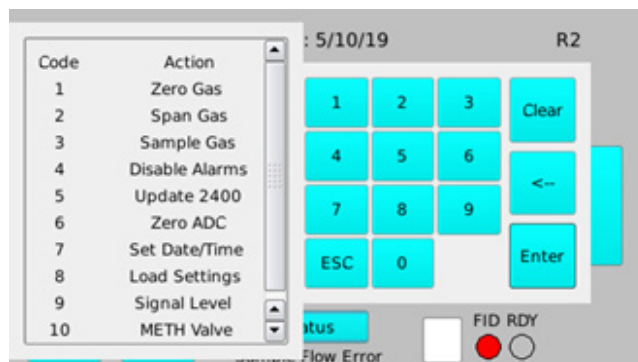 : 5/10/19 R2
Code Action
1 Zero Gas
2 Span Gas
3 Sample Gas
4 Disable Alarms
5 Update 2400
6 Zero ADC
7 Set Date/Time
8 Load Settings
9 Signal Level
10 METH Valve
1 2 3 Clear
4 5 6 <--
7 8 9
ESC 0 Enter
atus
FID RDY
Flow Error